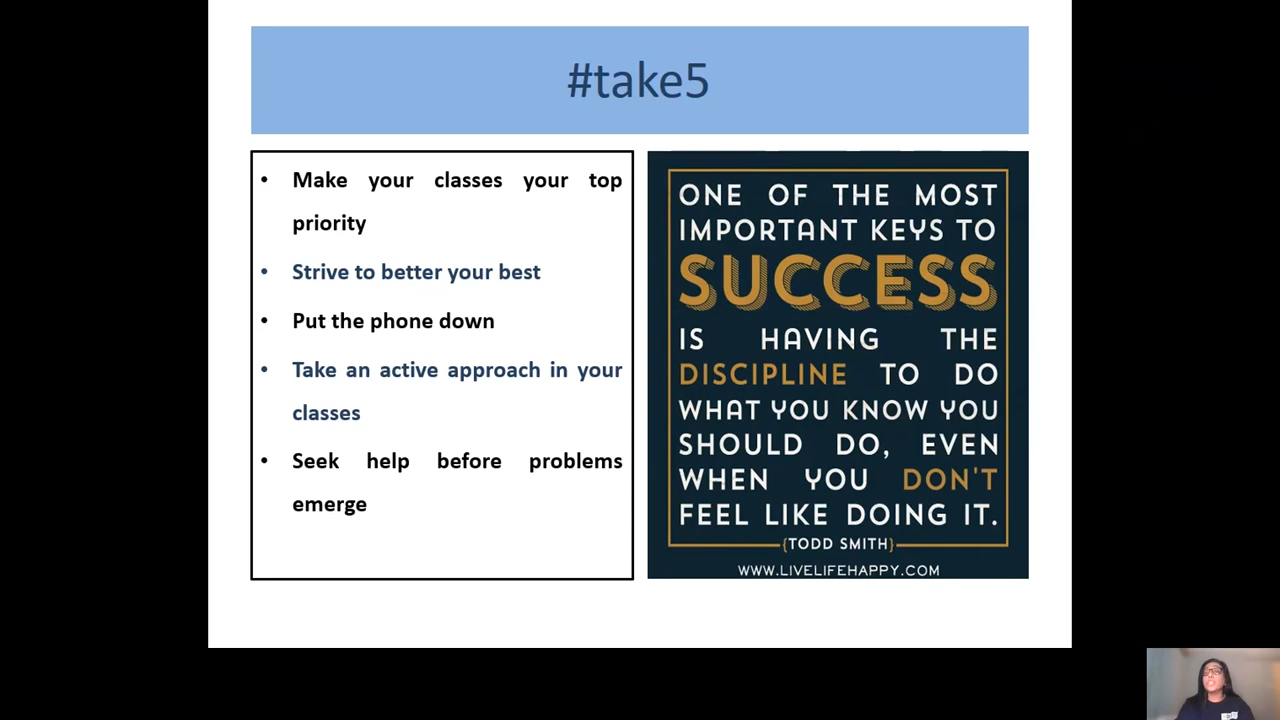 #take5
• Make your classes your top
priority
• Strive to better your best
• Put the phone down
• Take an active approach in your
classes
• Seek help before problems
emerge
ONE OF THE MOST
IMPORTANT KEYS TO
SUCCESS
IS HAVING THE
DISCIPLINE TO DO
WHAT YOU KNOW YOU
SHOULD DO, EVEN
WHEN YOU DON'T
FEEL LIKE DOING IT.
{TODD SMITH}
WWW.LIVELIFEHAPPY.COM